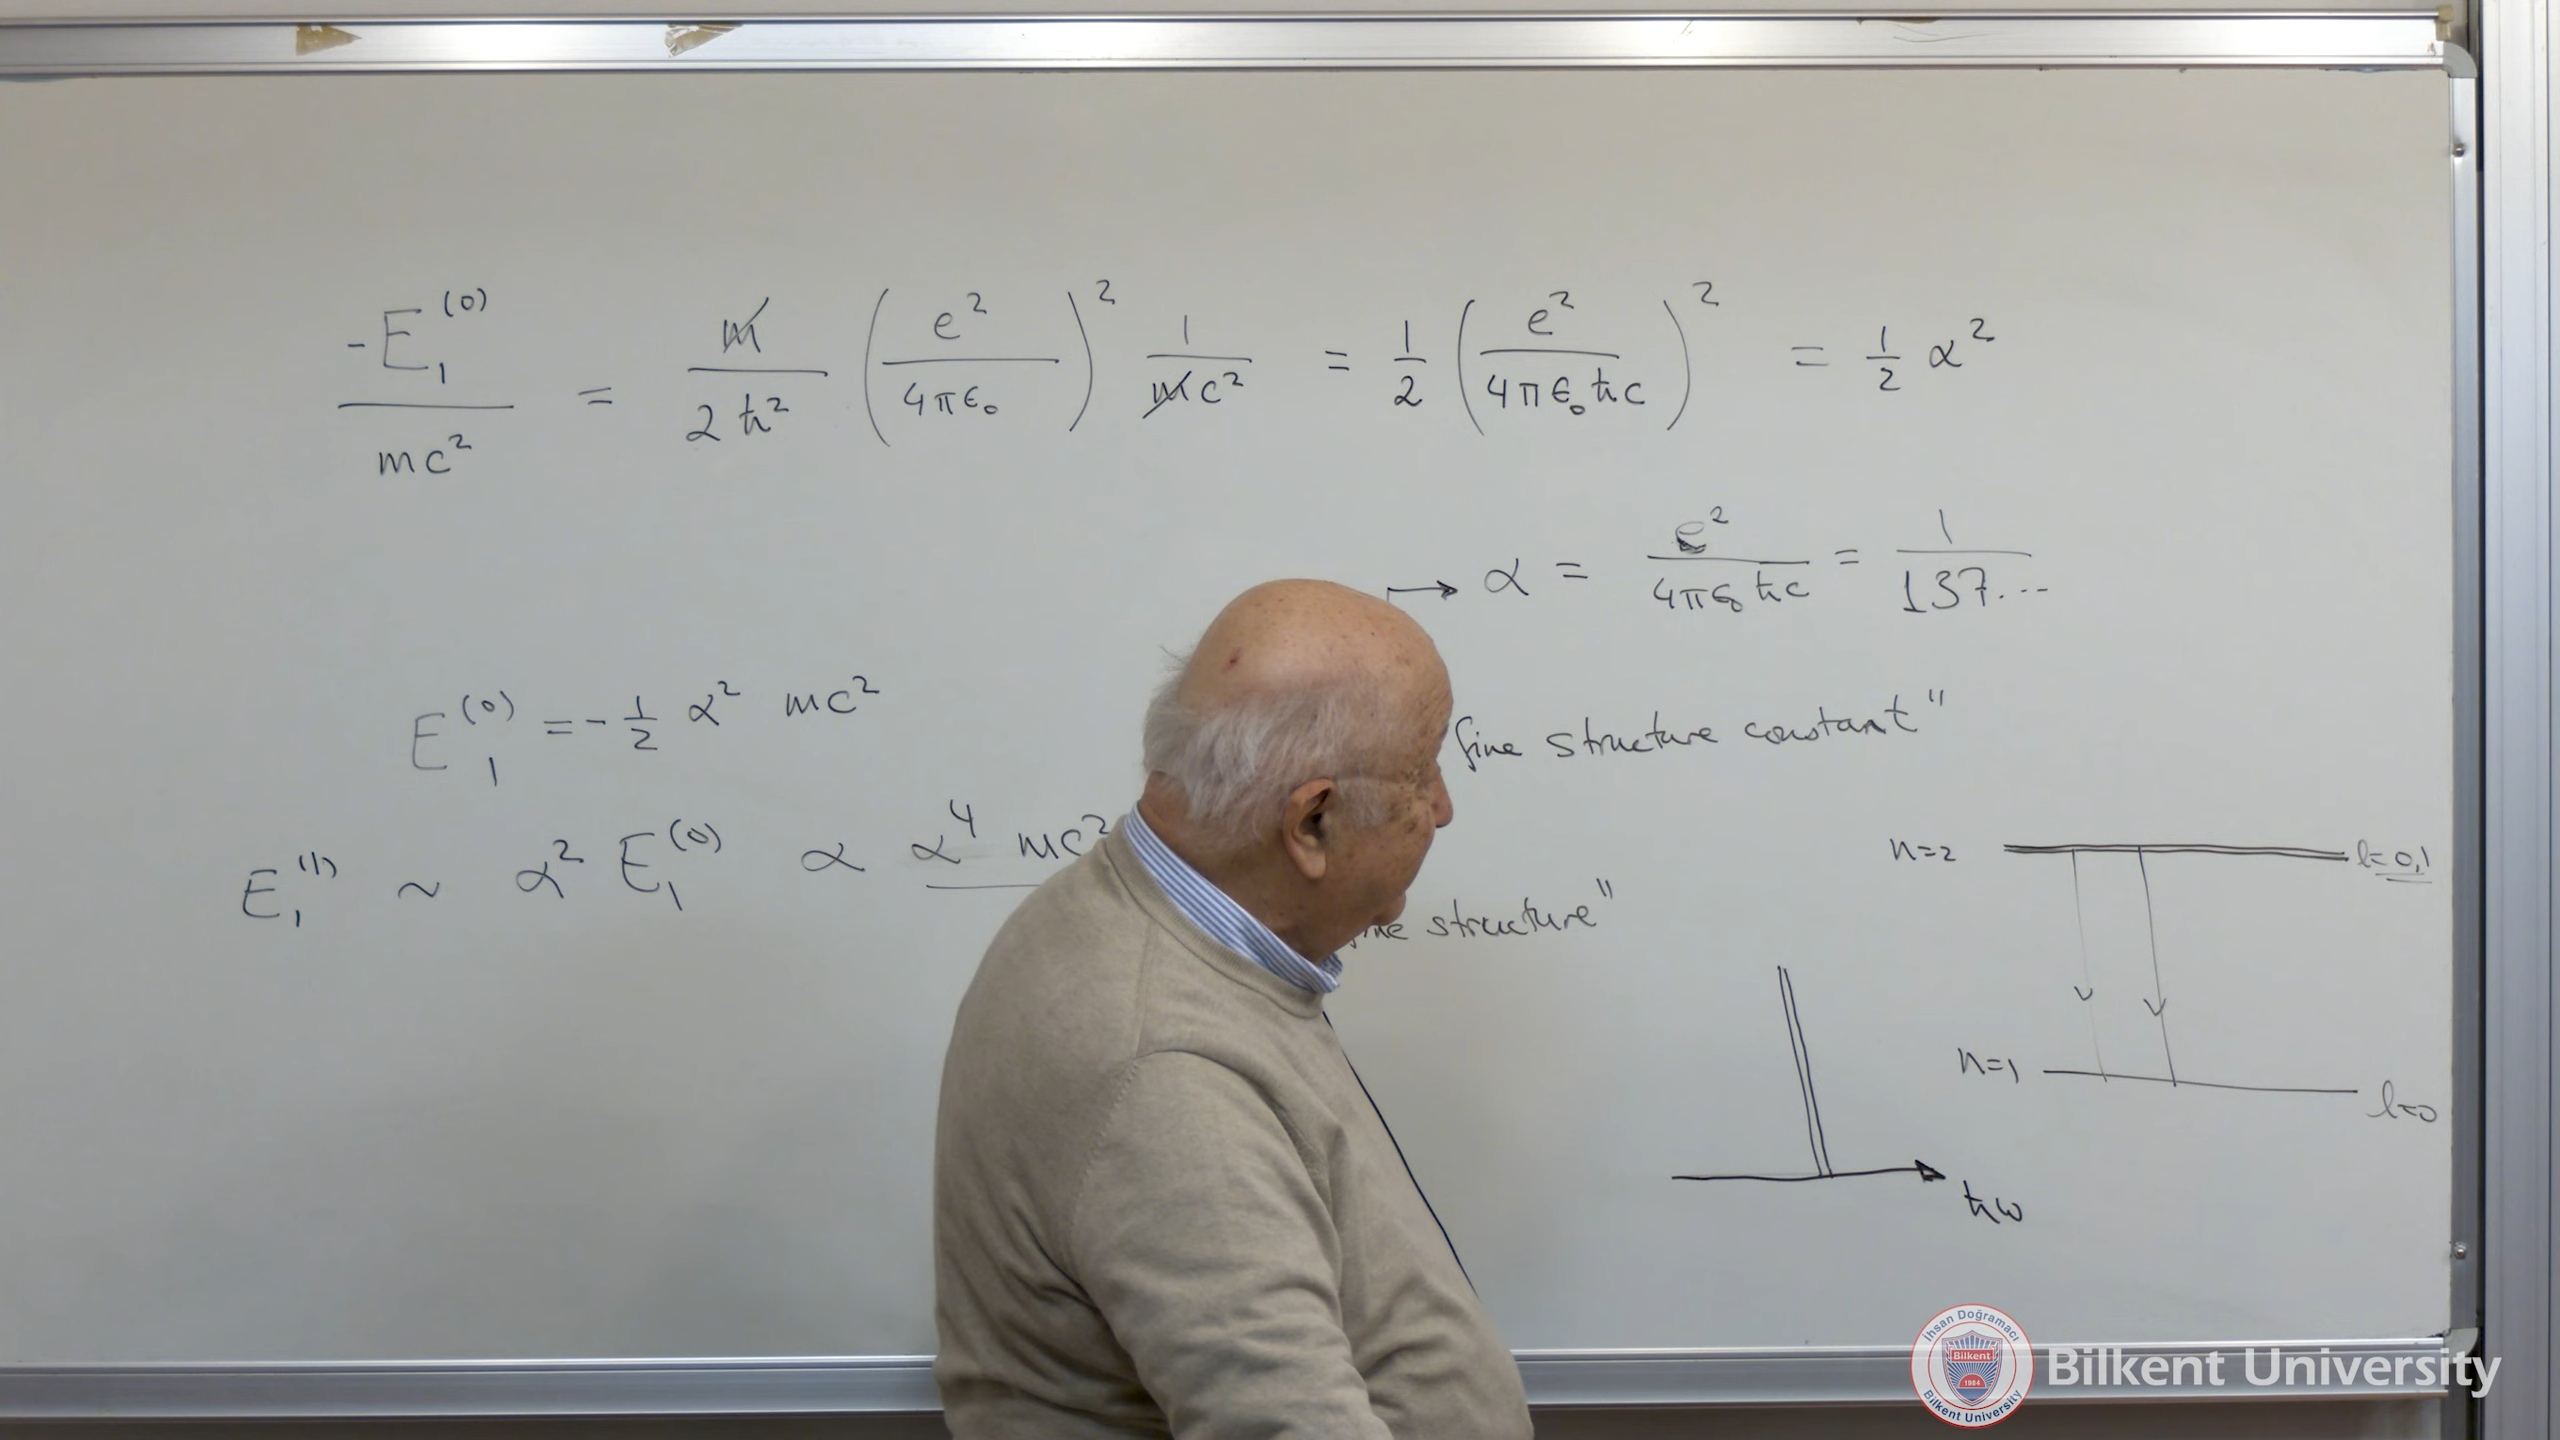 -E₁⁽⁰⁾/mc² = m/2ħ² (e²/4πϵ₀)² 1/mc² = 1/2 (e²/4πϵ₀ħc)² = 1/2 α²
→ α = e²/4πϵ₀ħc = 1/137...
E₁⁽⁰⁾ = - 1/2 α² mc²
fine structure constant"
E₁⁽¹⁾ ~ α² E₁⁽⁰⁾ ∝ α⁴ mc²
structure"
n=2 l=0,1
n=1 l=0
ħω
İhsan Doğramacı
Bilkent
1984
Bilkent University
Bilkent University